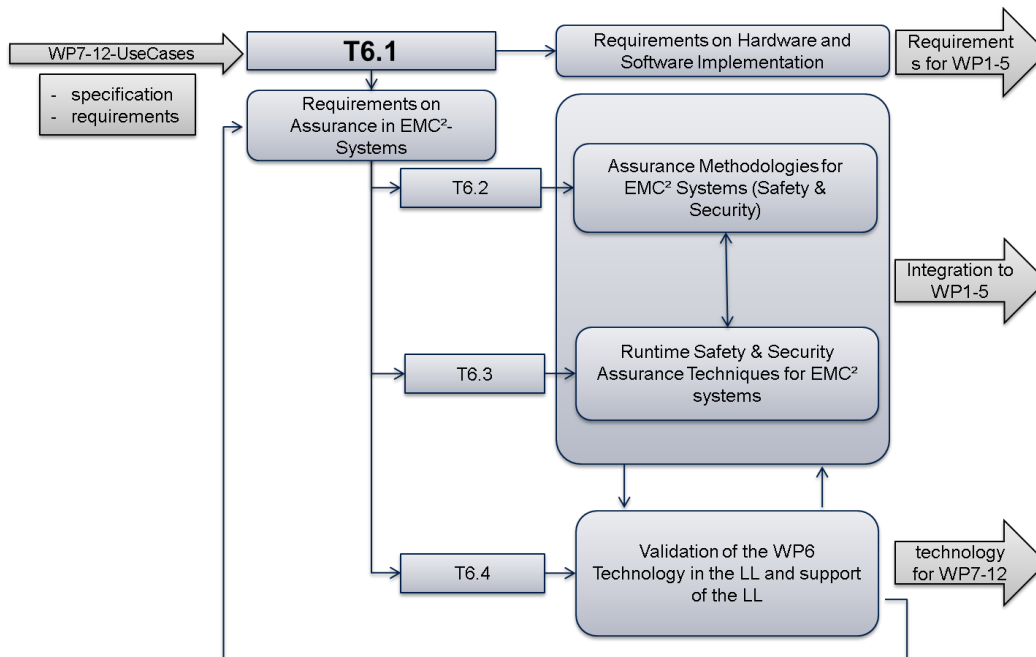 WP7-12-UseCases
- specification
- requirements
T6.1
Requirements on Hardware and
Software Implementation
Requirement
s for WP1-5
Requirements on
Assurance in EMC²-
Systems
T6.2
Assurance Methodologies for
EMC² Systems (Safety &
Security)
Integration to
WP1-5
T6.3
Runtime Safety & Security
Assurance Techniques for EMC²
systems
T6.4
Validation of the WP6
Technology in the LL and support
of the LL
technology
for WP7-12